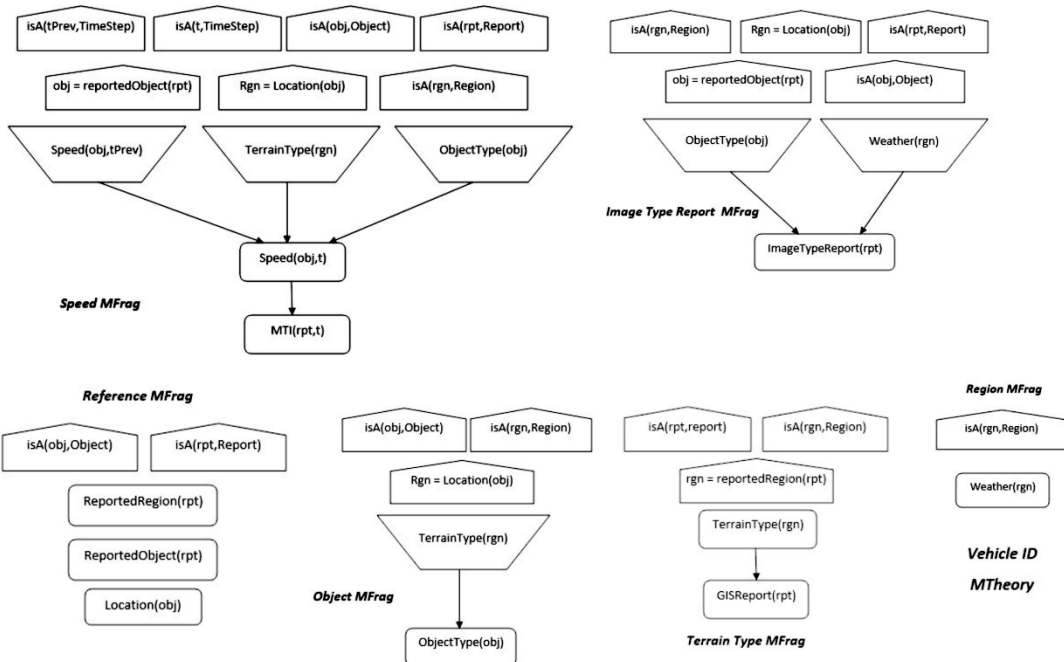 isA(tPrev,TimeStep)
isA(t,TimeStep)
isA(obj,Object)
isA(rpt,Report)
obj = reportedObject(rpt)
Rgn = Location(obj)
isA(rgn,Region)
Speed(obj,tPrev)
TerrainType(rgn)
ObjectType(obj)
Speed(obj,t)
Speed MFrag
MTI(rpt,t)
isA(rgn,Region)
Rgn = Location(obj)
isA(rpt,Report)
obj = reportedObject(rpt)
isA(obj,Object)
ObjectType(obj)
Weather(rgn)
Image Type Report MFrag
ImageTypeReport(rpt)
Reference MFrag
isA(obj,Object)
isA(rpt,Report)
ReportedRegion(rpt)
ReportedObject(rpt)
Location(obj)
isA(obj,Object)
isA(rgn,Region)
Rgn = Location(obj)
TerrainType(rgn)
Object MFrag
ObjectType(obj)
isA(rpt,report)
isA(rgn,Region)
rgn = reportedRegion(rpt)
TerrainType(rgn)
GISReport(rpt)
Terrain Type MFrag
Region MFrag
isA(rgn,Region)
Weather(rgn)
Vehicle ID
MTheory